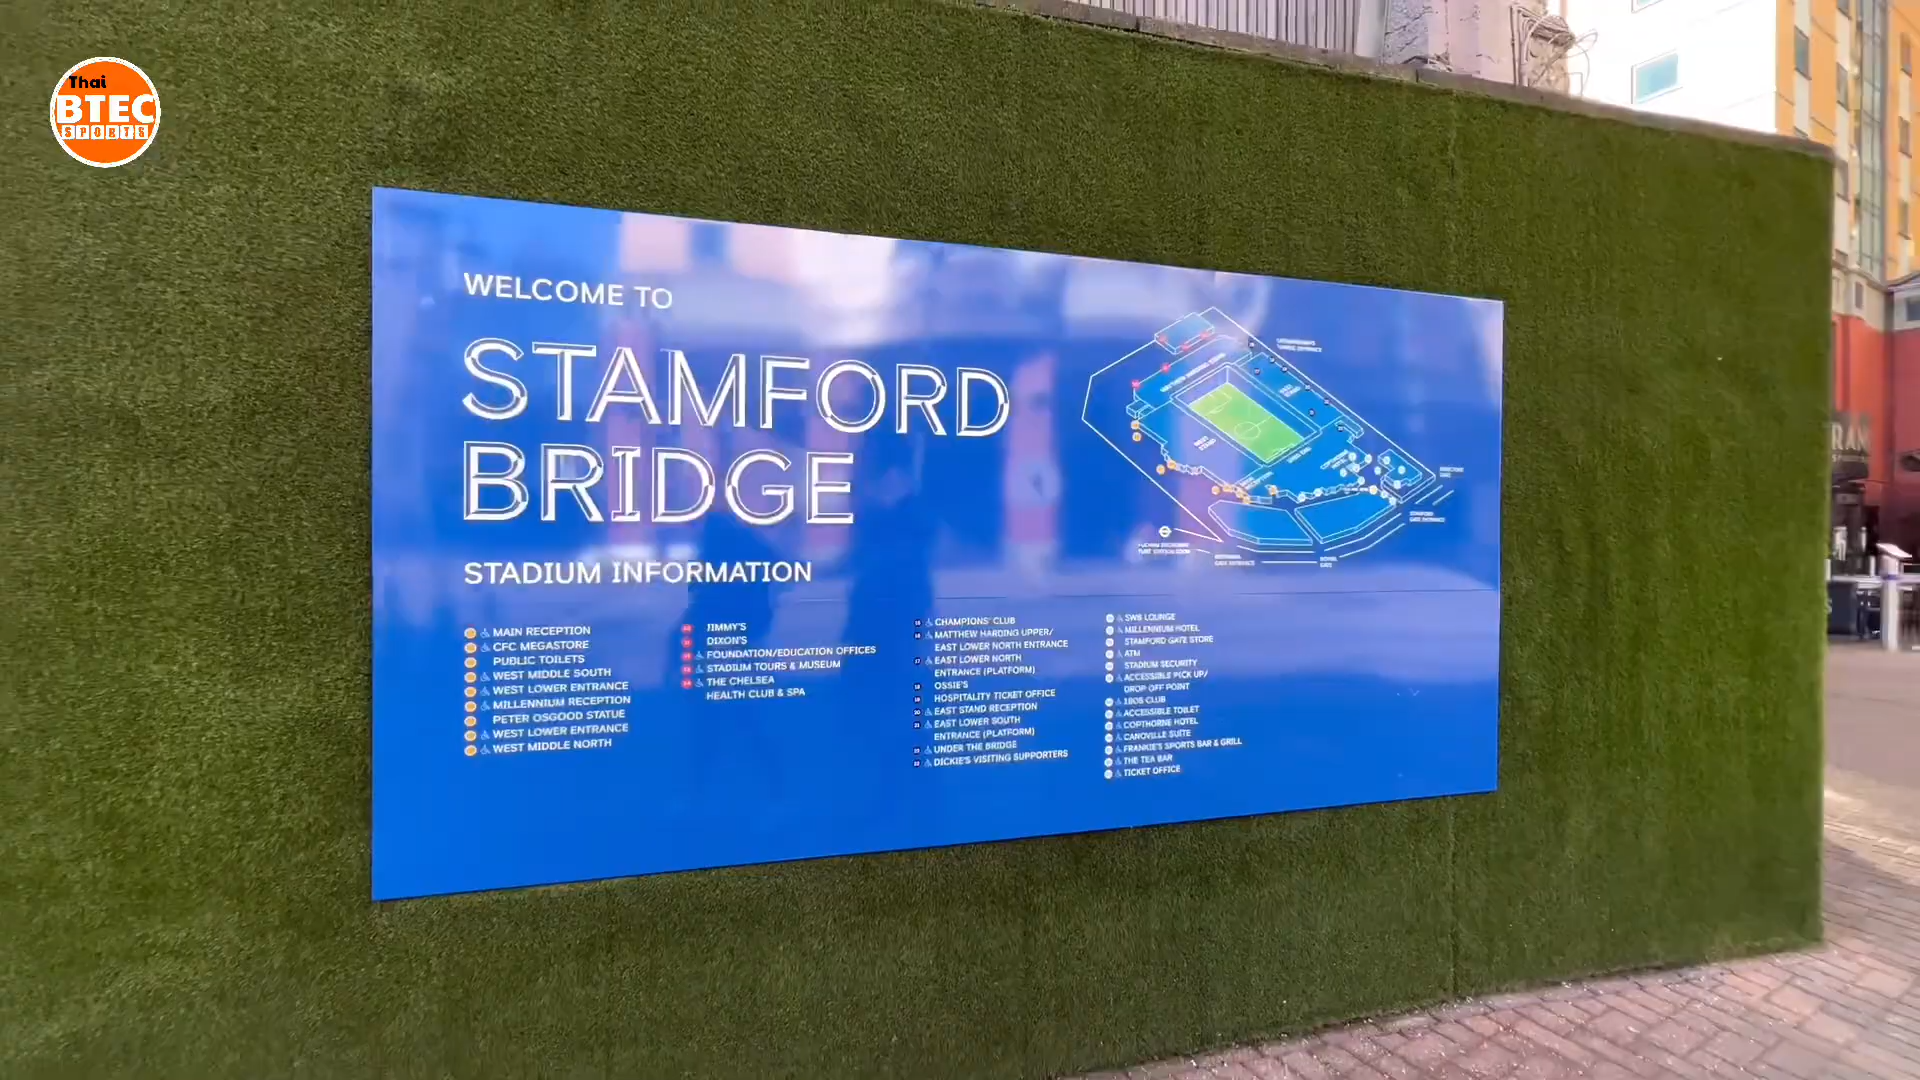 Thai
BTEC
SPORTS
WELCOME TO
STAMFORD
BRIDGE
STADIUM INFORMATION
MAIN RECEPTION
CFC MEGASTORE
PUBLIC TOILETS
WEST MIDDLE SOUTH
WEST LOWER ENTRANCE
MILLENNIUM RECEPTION
PETER OSGOOD STATUE
WEST LOWER ENTRANCE
WEST MIDDLE NORTH
JIMMY'S
DIXON'S
FOUNDATION/EDUCATION OFFICES
STADIUM TOURS & MUSEUM
THE CHELSEA
HEALTH CLUB & SPA
CHAMPIONS' CLUB
MATTHEW HARDING UPPER/
EAST LOWER NORTH ENTRANCE
EAST LOWER NORTH
ENTRANCE (PLATFORM)
OSSIE'S
HOSPITALITY TICKET OFFICE
EAST STAND RECEPTION
EAST LOWER SOUTH
ENTRANCE (PLATFORM)
UNDER THE BRIDGE
DICKIE'S VISITING SUPPORTERS
SW6 LOUNGE
MILLENNIUM HOTEL
STAMFORD GATE STORE
ATM
STADIUM SECURITY
ACCESSIBLE PICK UP/
DROP OFF POINT
1905 CLUB
ACCESSIBLE TOILET
COPTHORNE HOTEL
CANOVILLE SUITE
FRANKIE'S SPORTS BAR & GRILL
THE TEA BAR
TICKET OFFICE
WEST
STAND